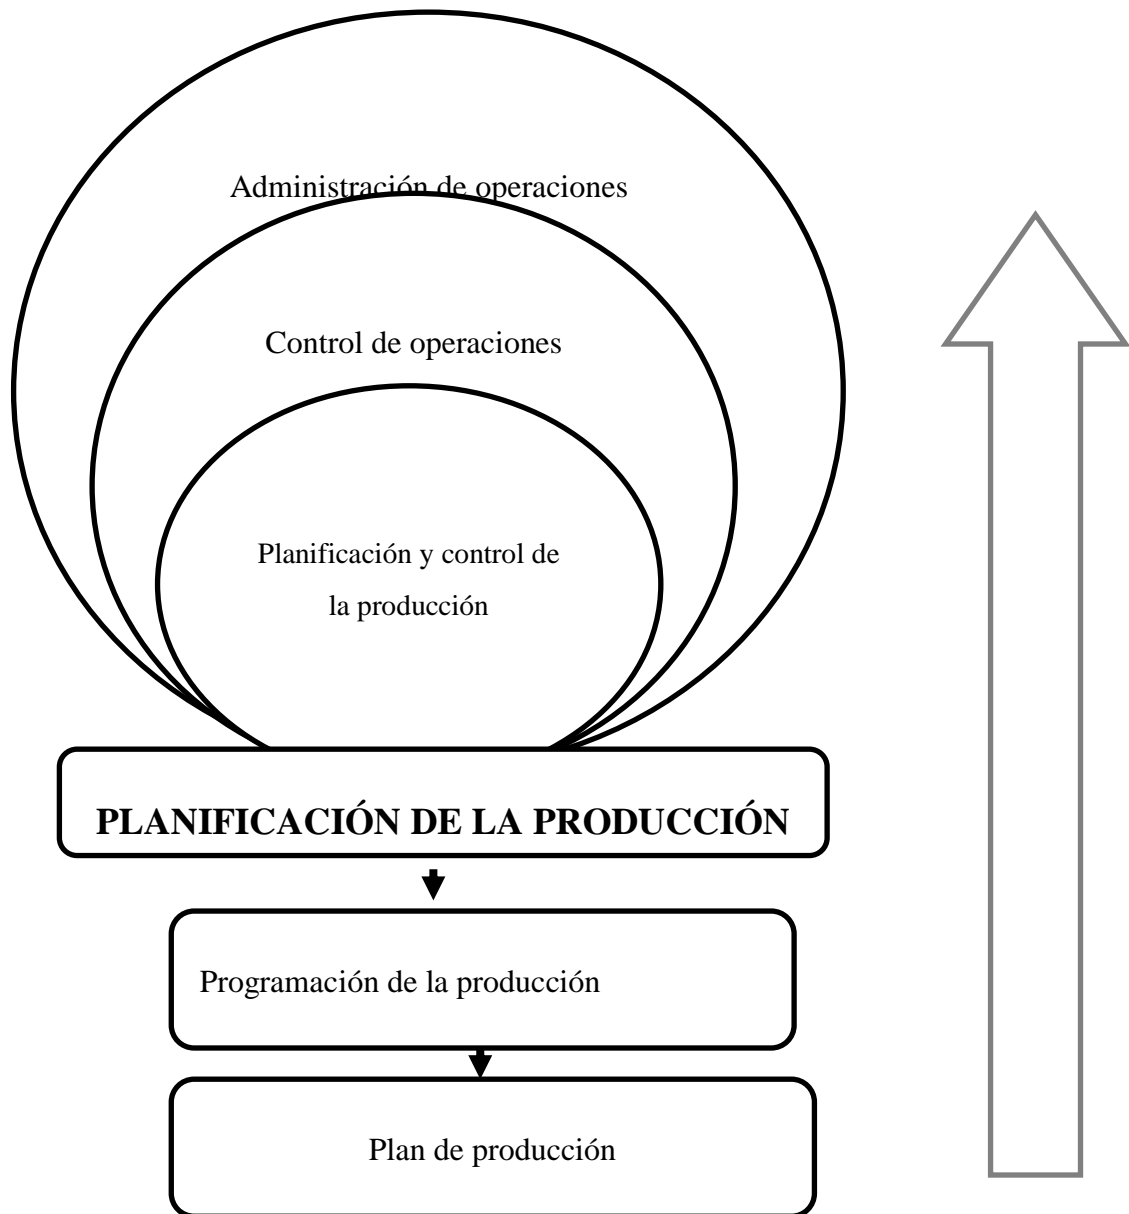 Administración de operaciones
Control de operaciones
Planificación y control de
la producción
PLANIFICACIÓN DE LA PRODUCCIÓN
Programación de la producción
Plan de producción